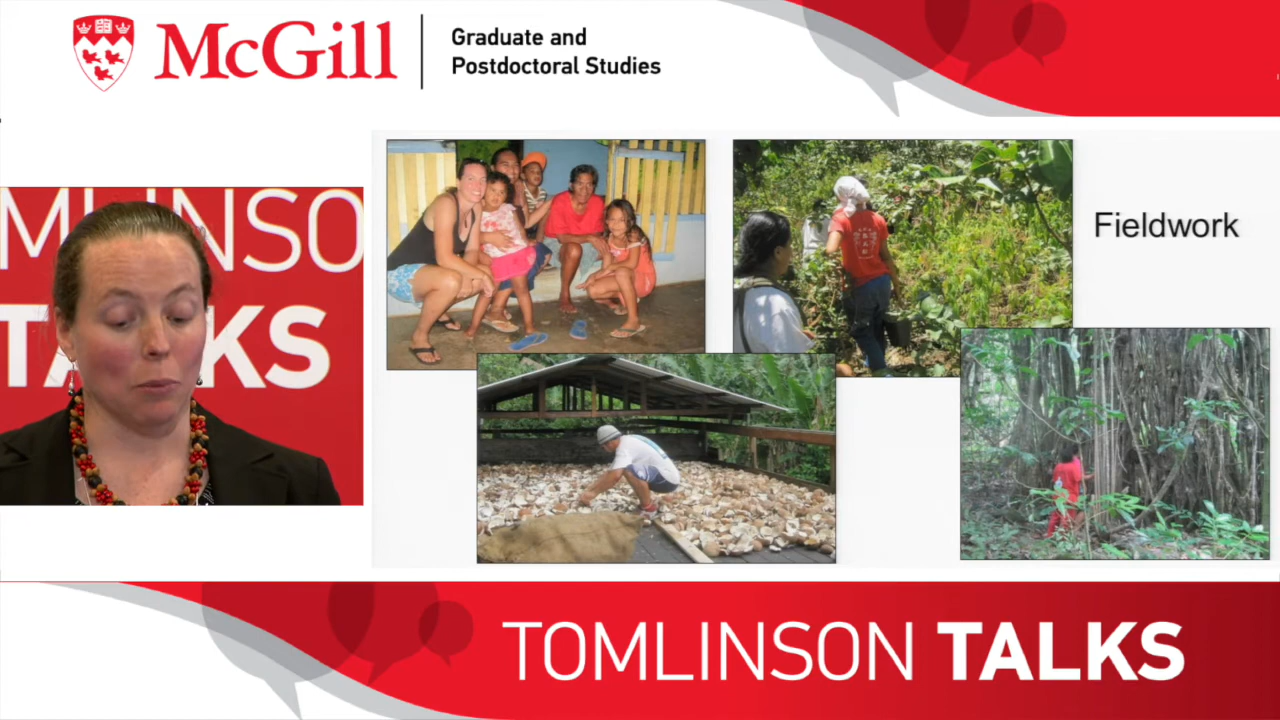 McGill
Graduate and
Postdoctoral Studies
Fieldwork
TOMLINSON TALKS